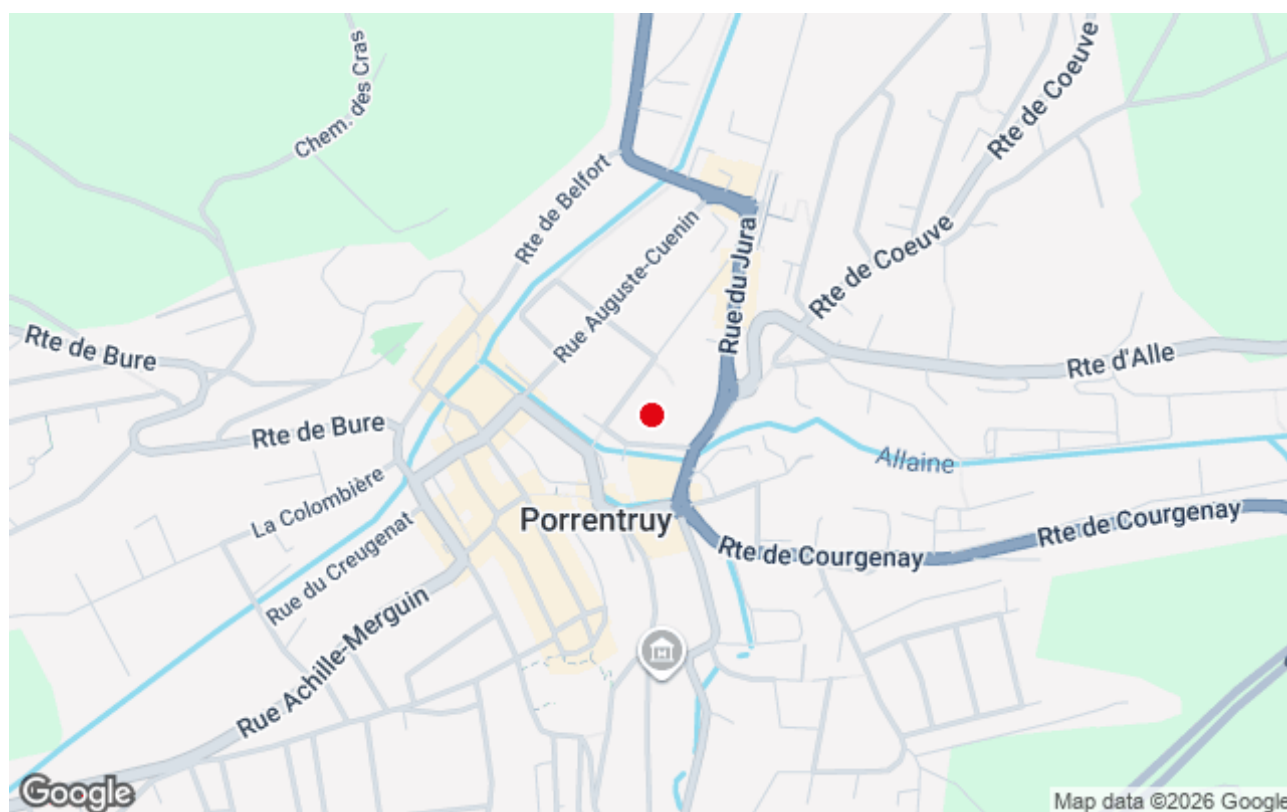 Chem. des Cras
Rte de Belfort
Rue Auguste-Cuenin
Rue du Jura
Rte de Coeuve
Rte de Coeuve
Rte d'Alle
Rte de Bure
Rte de Bure
La Colombière
Rue du Creugenat
Rue Achille-Merguin
Porrentruy
Allaine
Rte de Courgenay
Rte de Courgenay
Google
Map data ©2026 Google